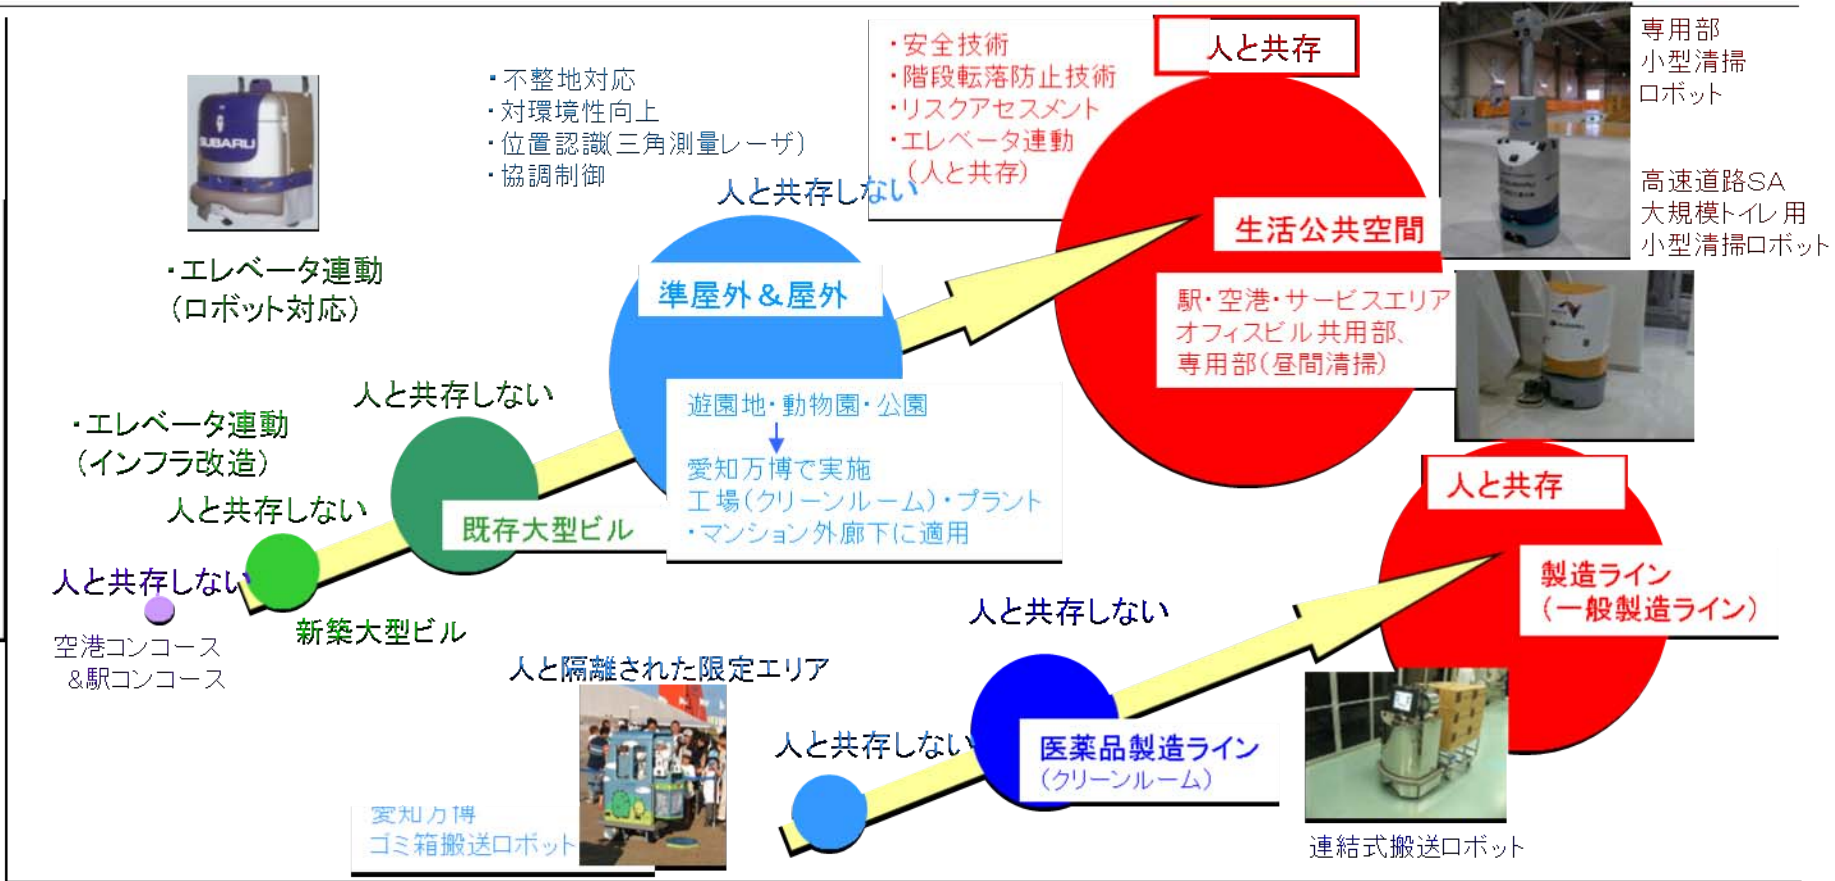 ・不整地対応
・対環境性向上
・位置認識(三角測量レーザ)
・協調制御
・安全技術
・階段転落防止技術
・リスクアセスメント
・エレベータ連動
(人と共存)
人と共存
専用部
小型清掃
ロボット
高速道路SA
大規模トイレ用
小型清掃ロボット
SUBARU
・エレベータ連動
(ロボット対応)
人と共存しない
準屋外&屋外
生活公共空間
駅・空港・サービスエリア
オフィスビル共用部、
専用部(昼間清掃)
・エレベータ連動
(インフラ改造)
人と共存しない
遊園地・動物園・公園
↓
愛知万博で実施
工場(クリーンルーム)・プラント
・マンション外廊下に適用
人と共存しない
既存大型ビル
人と共存
人と共存しない
空港コンコース
&駅コンコース
新築大型ビル
人と共存しない
製造ライン
(一般製造ライン)
人と隔離された限定エリア
人と共存しない
医薬品製造ライン
(クリーンルーム)
愛知万博
ゴミ箱搬送ロボット
連結式搬送ロボット